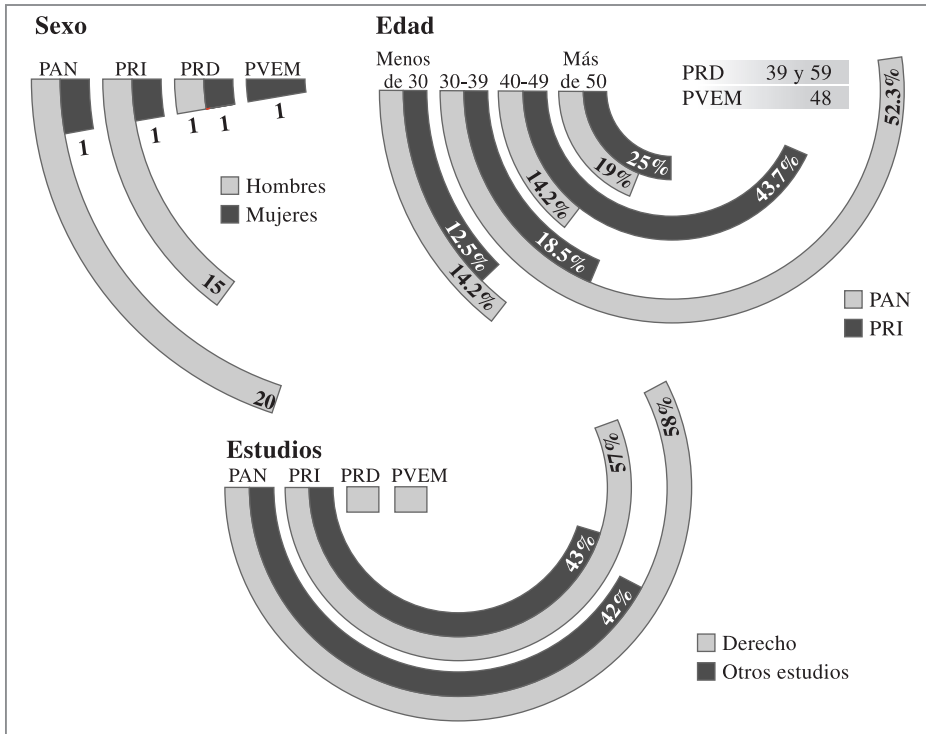 Sexo
PAN PRI PRD PVEM
1 1 1 1 1
Hombres
Mujeres
15
20
Edad
Menos de 30 30-39 40-49 Más de 50
PRD 39 y 59
PVEM 48
52.3%
25%
19%
43.7%
14.2%
18.5%
12.5%
14.2%
PAN
PRI
Estudios
PAN PRI PRD PVEM
57%
58%
43%
42%
Derecho
Otros estudios